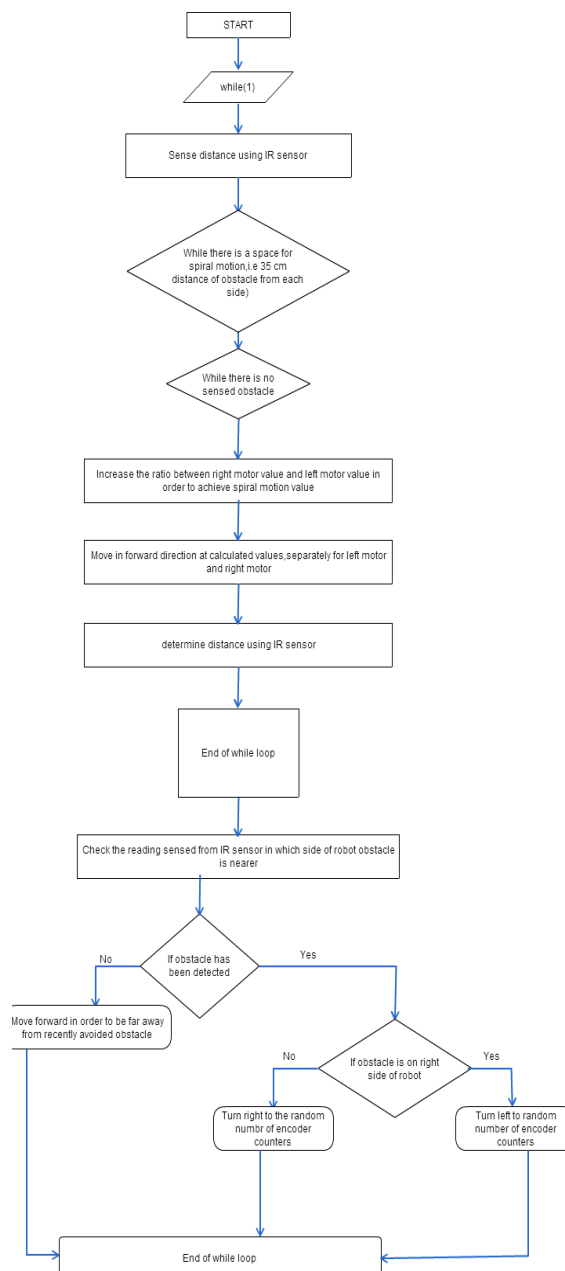 START
while(1)
Sense distance using IR sensor
While there is a space for
spiral motion,i.e 35 cm
distance of obstacle from each
side)
While there is no
sensed obstacle
Increase the ratio between right motor value and left motor value in
order to achieve spiral motion value
Move in forward direction at calculated values,separately for left motor
and right motor
determine distance using IR sensor
End of while loop
Check the reading sensed from IR sensor in which side of robot obstacle
is nearer
If obstacle has
been detected
No
Yes
Move forward in order to be far away
from recently avoided obstacle
If obstacle is on right
side of robot
No
Yes
Turn right to the random
numbr of encoder
counters
Turn left to random
number of encoder
counters
End of while loop